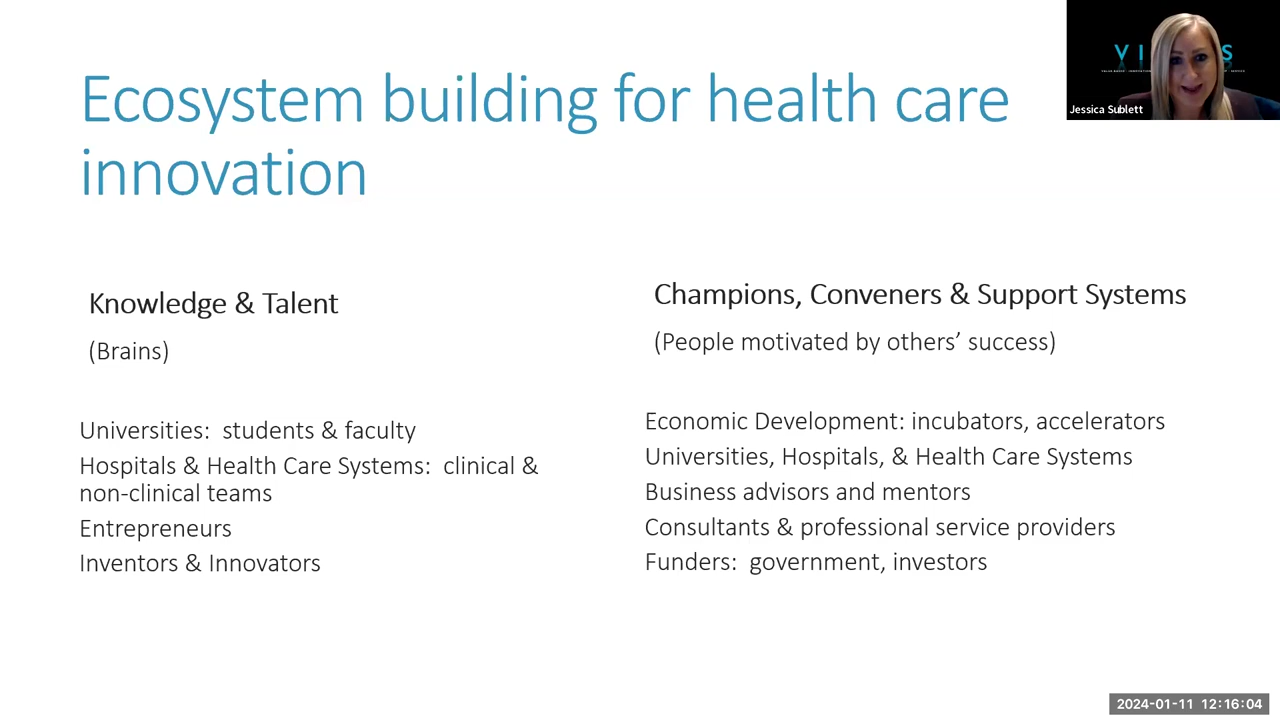 Ecosystem building for health care
innovation
Jessica Sublett
Knowledge & Talent
(Brains)
Universities:  students & faculty
Hospitals & Health Care Systems:  clinical &
non-clinical teams
Entrepreneurs
Inventors & Innovators
Champions, Conveners & Support Systems
(People motivated by others’ success)
Economic Development: incubators, accelerators
Universities, Hospitals, & Health Care Systems
Business advisors and mentors
Consultants & professional service providers
Funders:  government, investors
2024-01-11  12:16:04